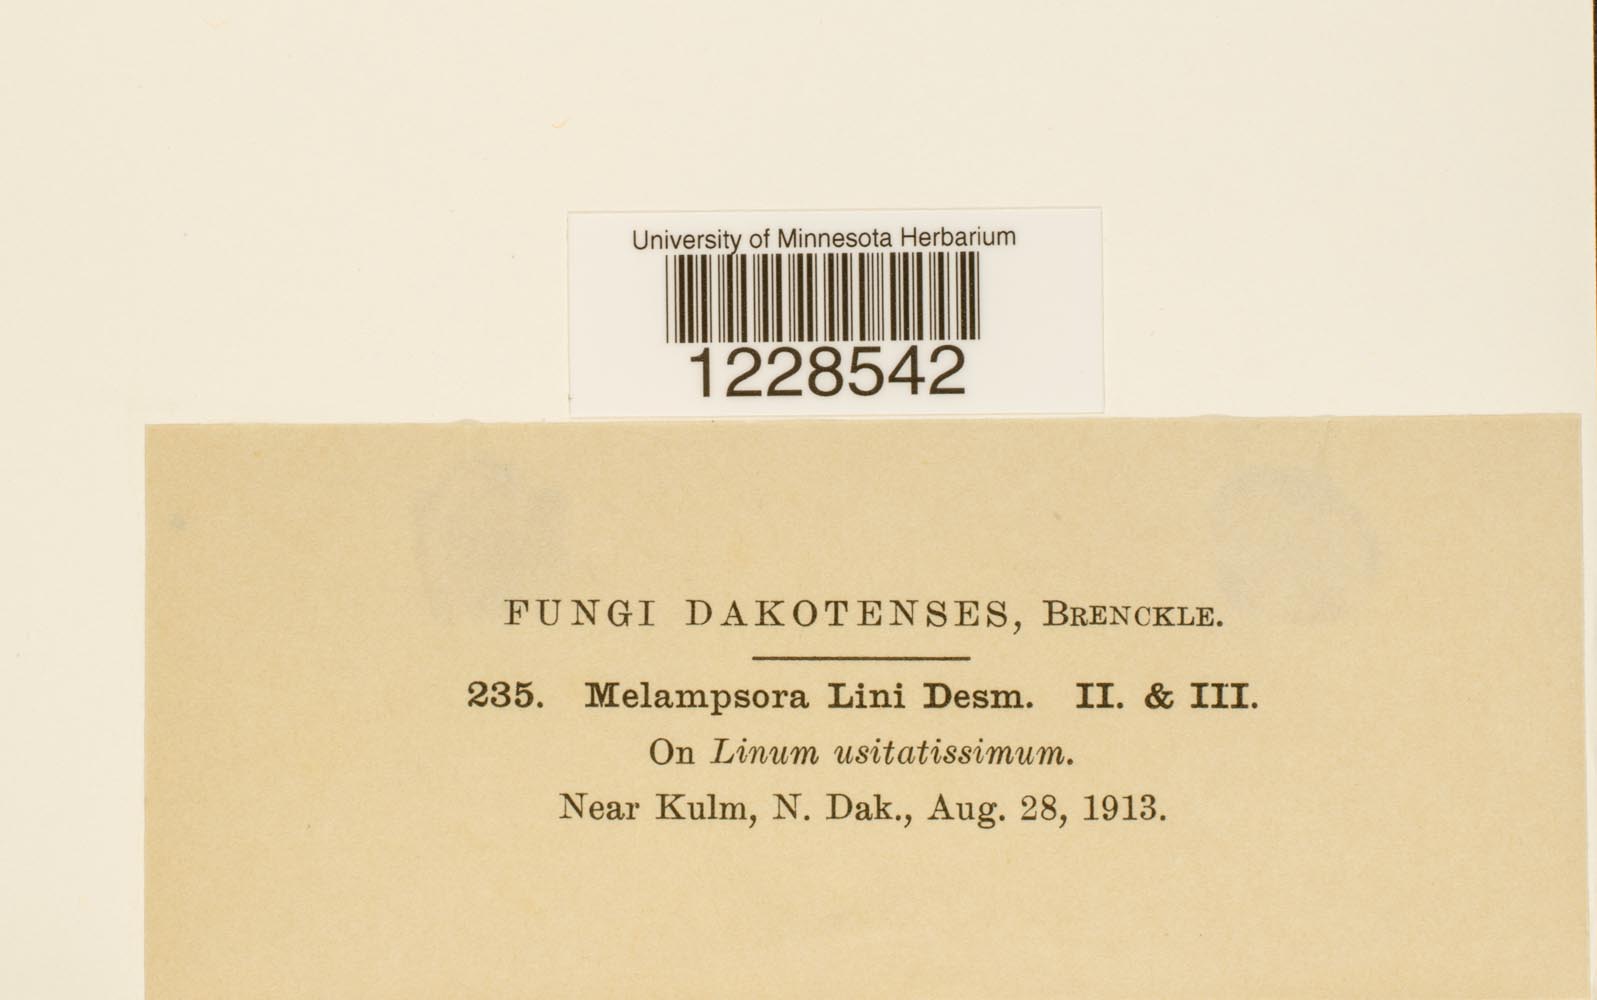 University of Minnesota Herbarium
1228542
FUNGI DAKOTENSES, BRENCKLE.
235. Melampsora Lini Desm. II. & III.
On Linum usitatissimum.
Near Kulm, N. Dak., Aug. 28, 1913.